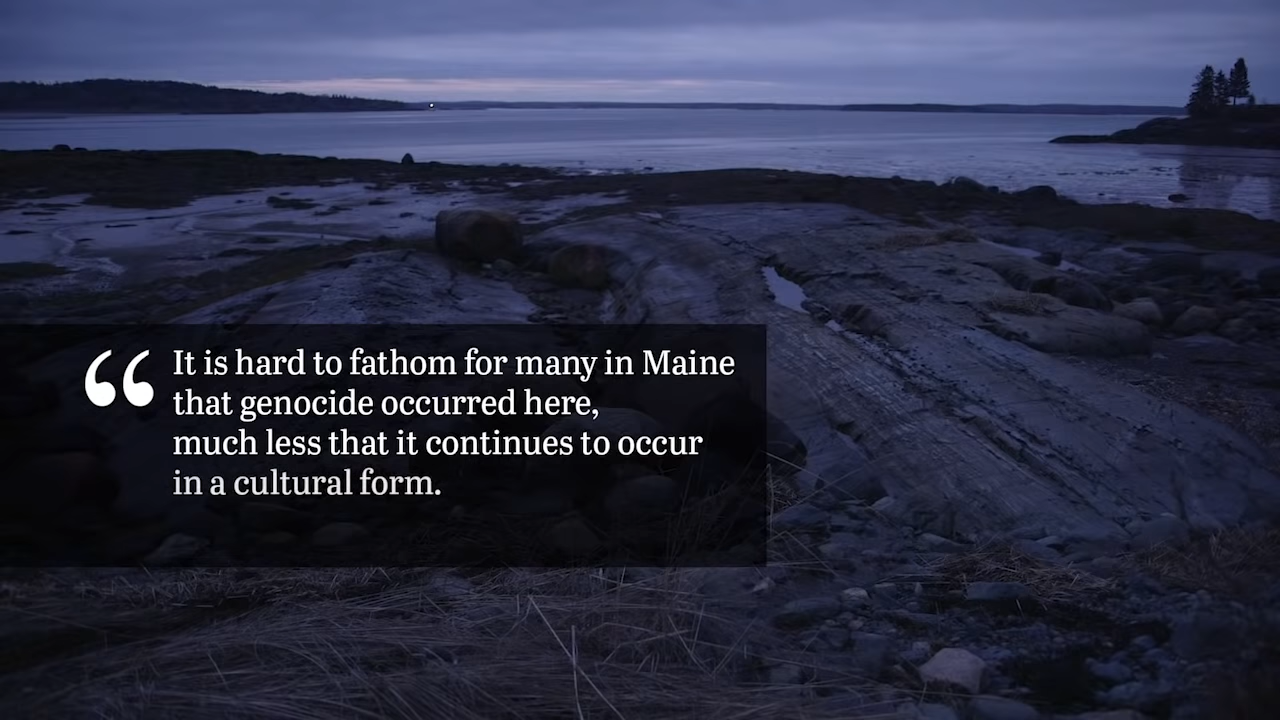 “ It is hard to fathom for many in Maine
that genocide occurred here,
much less that it continues to occur
in a cultural form.